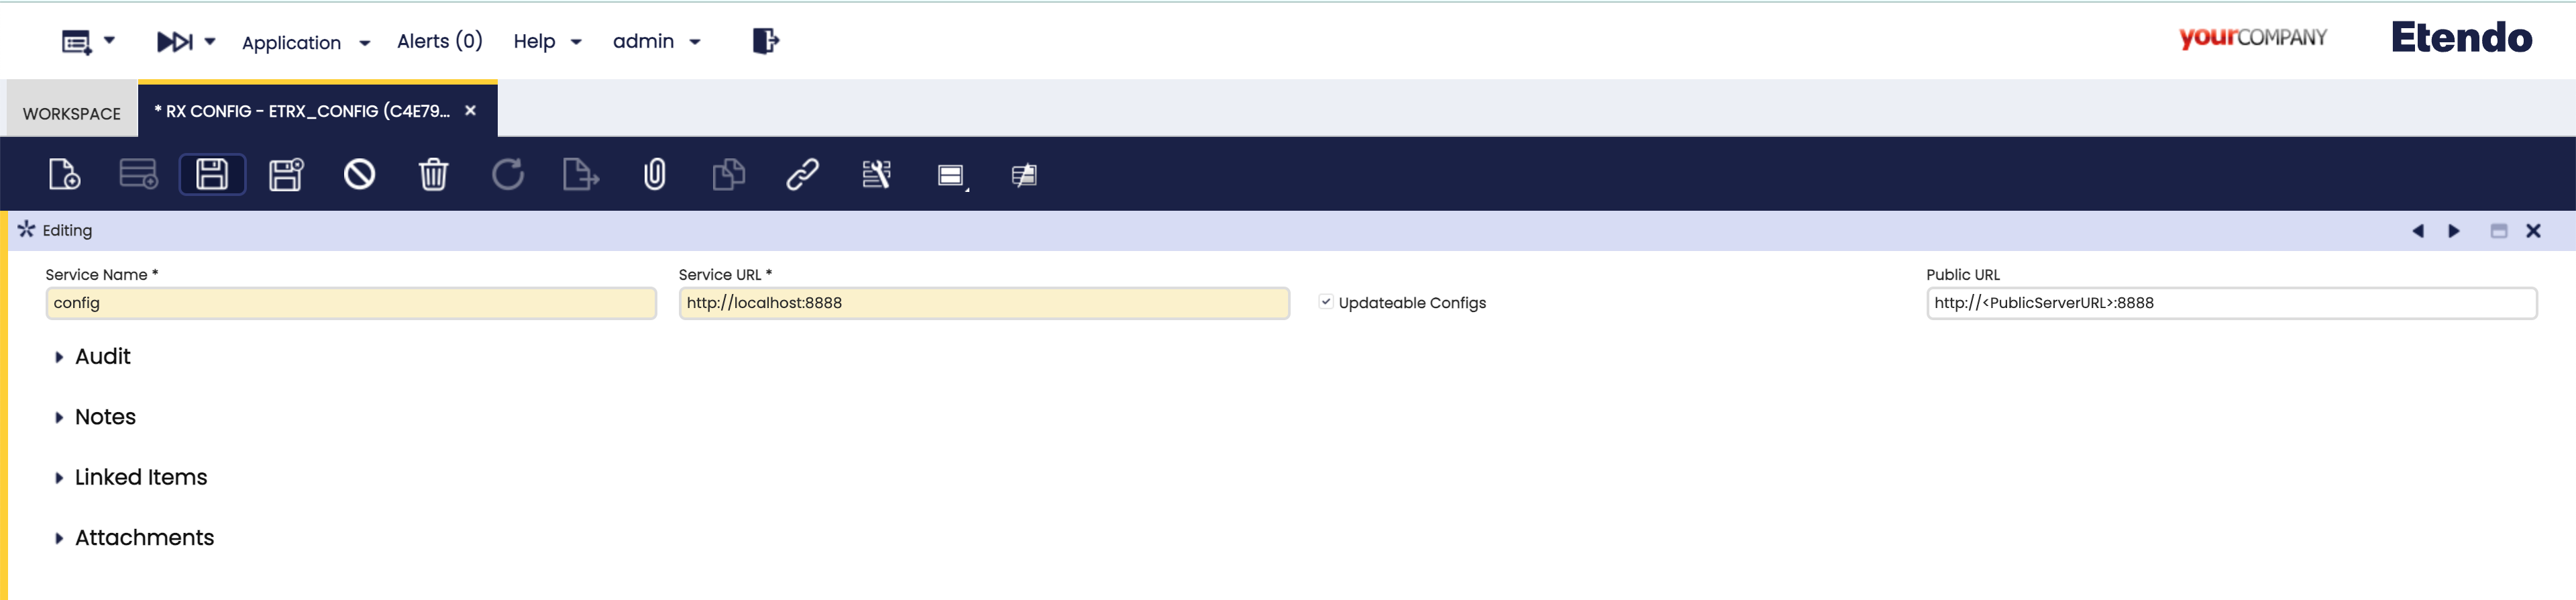 Application
Alerts (0)
Help
admin
yourCOMPANY
Etendo
WORKSPACE
* RX CONFIG - ETRX_CONFIG (C4E79...
Editing
Service Name *
Service URL *
Public URL
config
http://localhost:8888
Updateable Configs
http://<PublicServerURL>:8888
Audit
Notes
Linked Items
Attachments